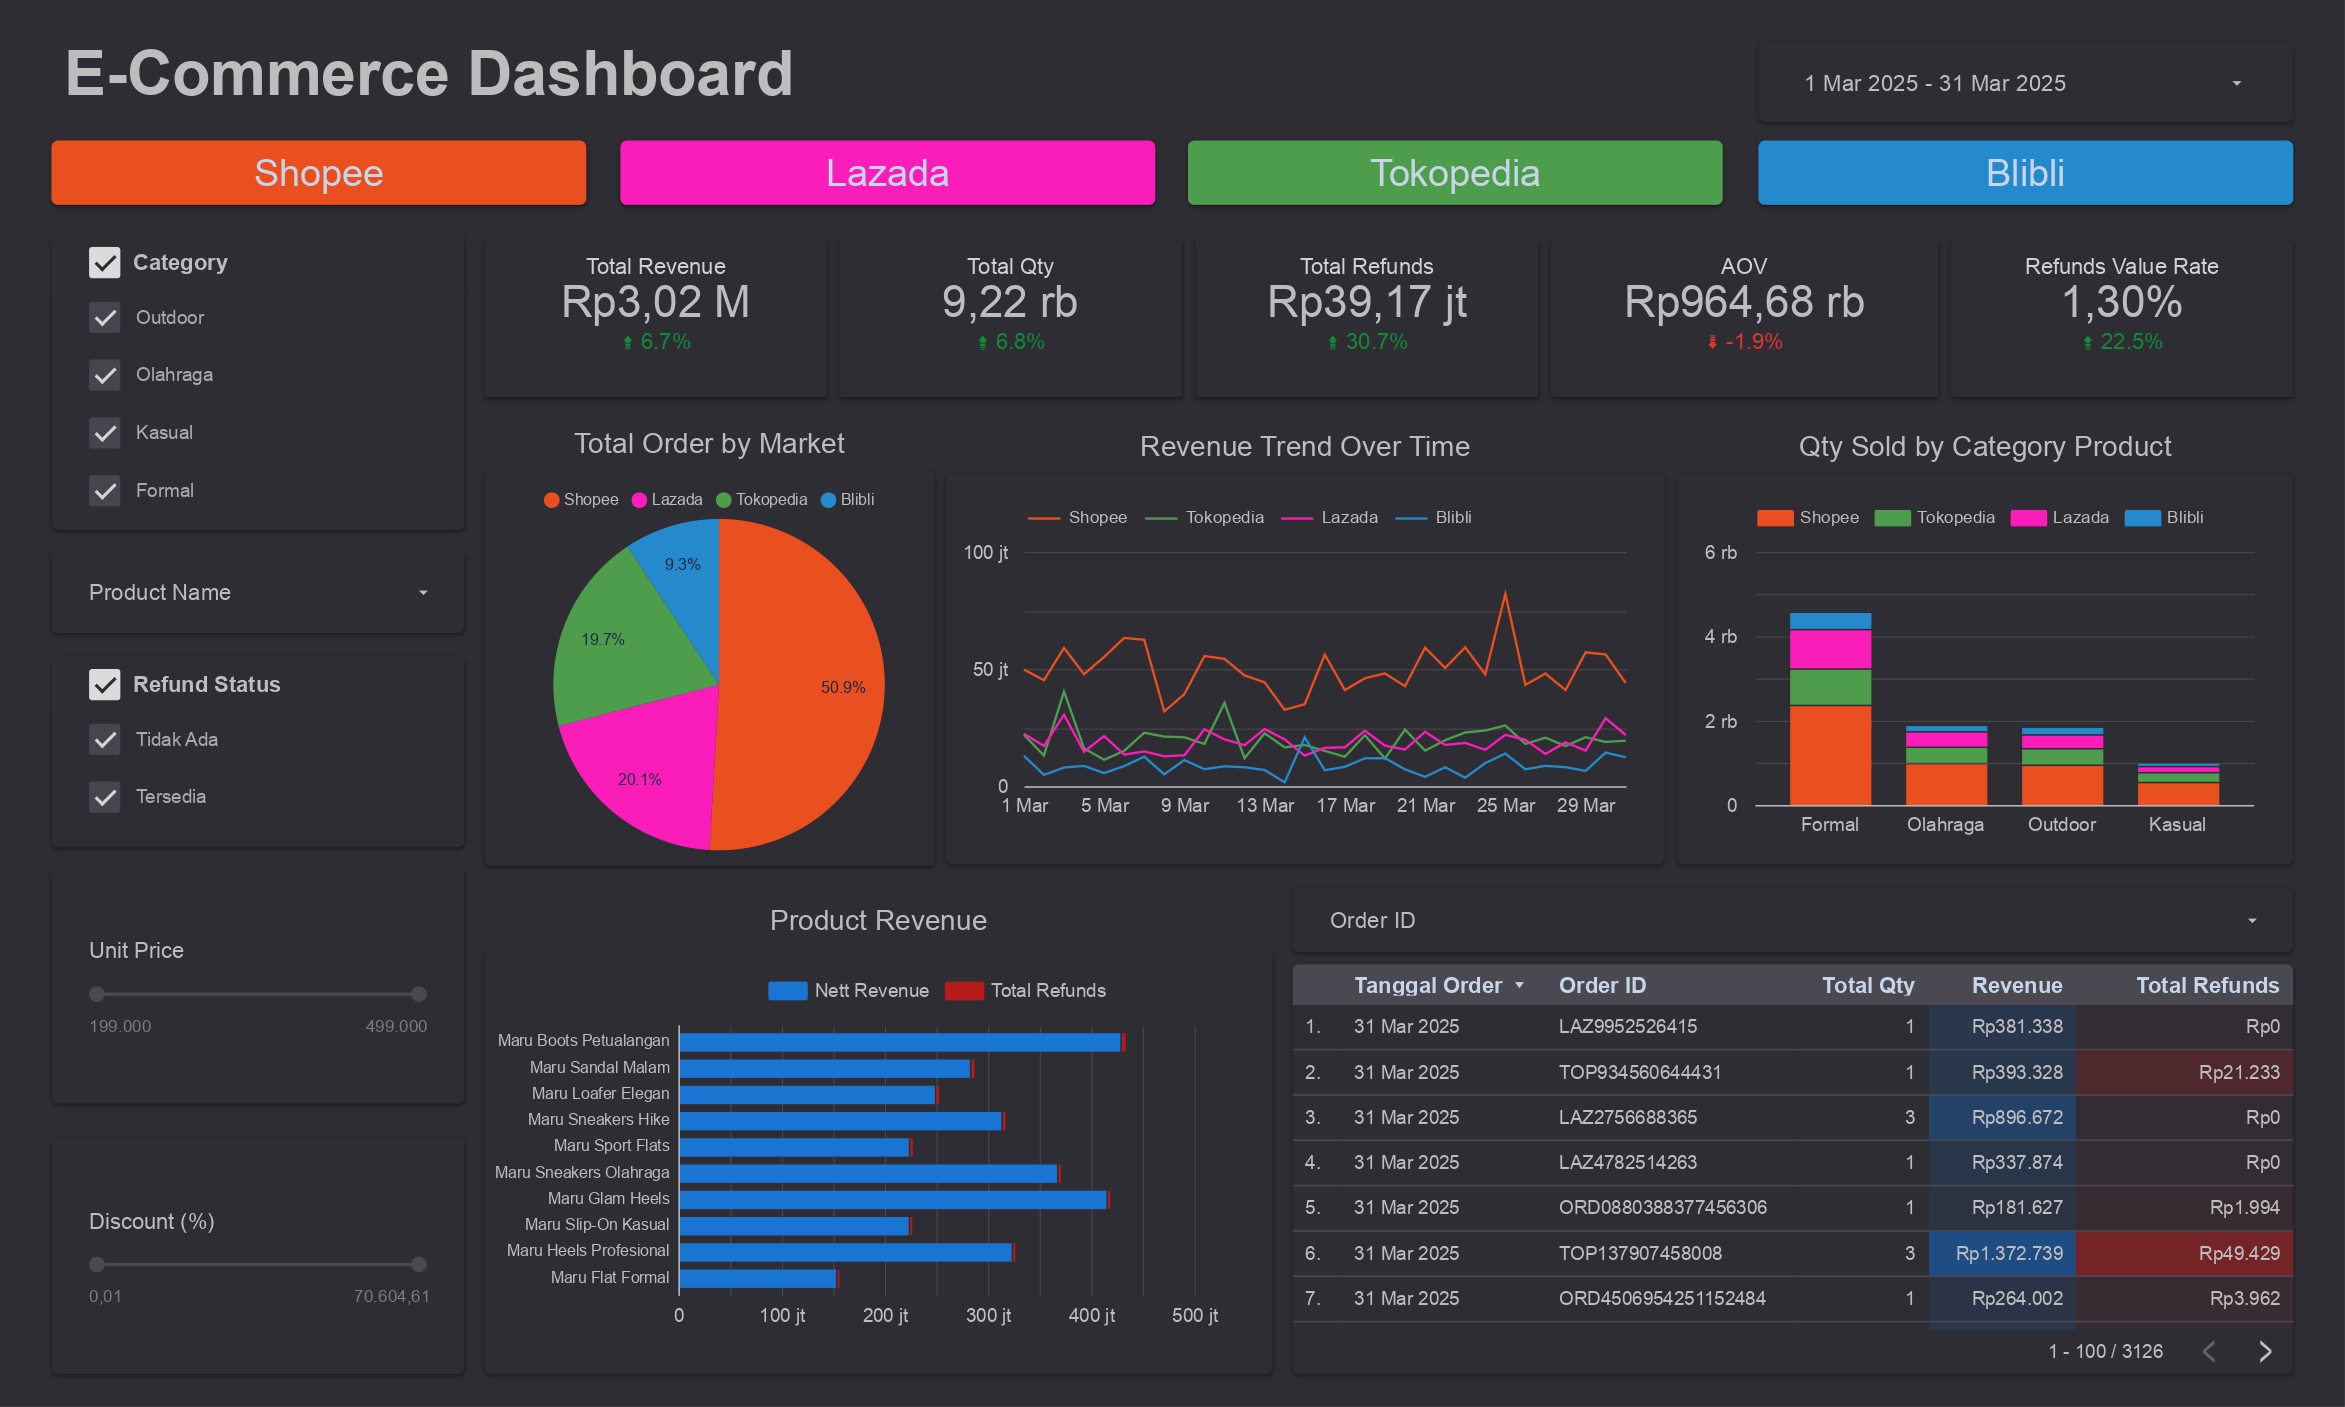 E-Commerce Dashboard
1 Mar 2025 - 31 Mar 2025
Shopee
Lazada
Tokopedia
Blibli
Category
Outdoor
Olahraga
Kasual
Formal
Product Name
Refund Status
Tidak Ada
Tersedia
Unit Price
199.000 499.000
Discount (%)
0,01 70.604,61
Total Revenue
Rp3,02 M
6.7%
Total Qty
9,22 rb
6.8%
Total Refunds
Rp39,17 jt
30.7%
AOV
Rp964,68 rb
-1.9%
Refunds Value Rate
1,30%
22.5%
Total Order by Market
Shopee Lazada Tokopedia Blibli
9.3%
19.7%
50.9%
20.1%
Revenue Trend Over Time
Shopee Tokopedia Lazada Blibli
100 jt
50 jt
0
1 Mar 5 Mar 9 Mar 13 Mar 17 Mar 21 Mar 25 Mar 29 Mar
Qty Sold by Category Product
Shopee Tokopedia Lazada Blibli
6 rb
4 rb
2 rb
0
Formal Olahraga Outdoor Kasual
Product Revenue
Nett Revenue Total Refunds
Maru Boots Petualangan
Maru Sandal Malam
Maru Loafer Elegan
Maru Sneakers Hike
Maru Sport Flats
Maru Sneakers Olahraga
Maru Glam Heels
Maru Slip-On Kasual
Maru Heels Profesional
Maru Flat Formal
0 100 jt 200 jt 300 jt 400 jt 500 jt
Order ID
Tanggal Order Order ID Total Qty Revenue Total Refunds
1. 31 Mar 2025 LAZ9952526415 1 Rp381.338 Rp0
2. 31 Mar 2025 TOP934560644431 1 Rp393.328 Rp21.233
3. 31 Mar 2025 LAZ2756688365 3 Rp896.672 Rp0
4. 31 Mar 2025 LAZ4782514263 1 Rp337.874 Rp0
5. 31 Mar 2025 ORD0880388377456306 1 Rp181.627 Rp1.994
6. 31 Mar 2025 TOP137907458008 3 Rp1.372.739 Rp49.429
7. 31 Mar 2025 ORD4506954251152484 1 Rp264.002 Rp3.962
1 - 100 / 3126